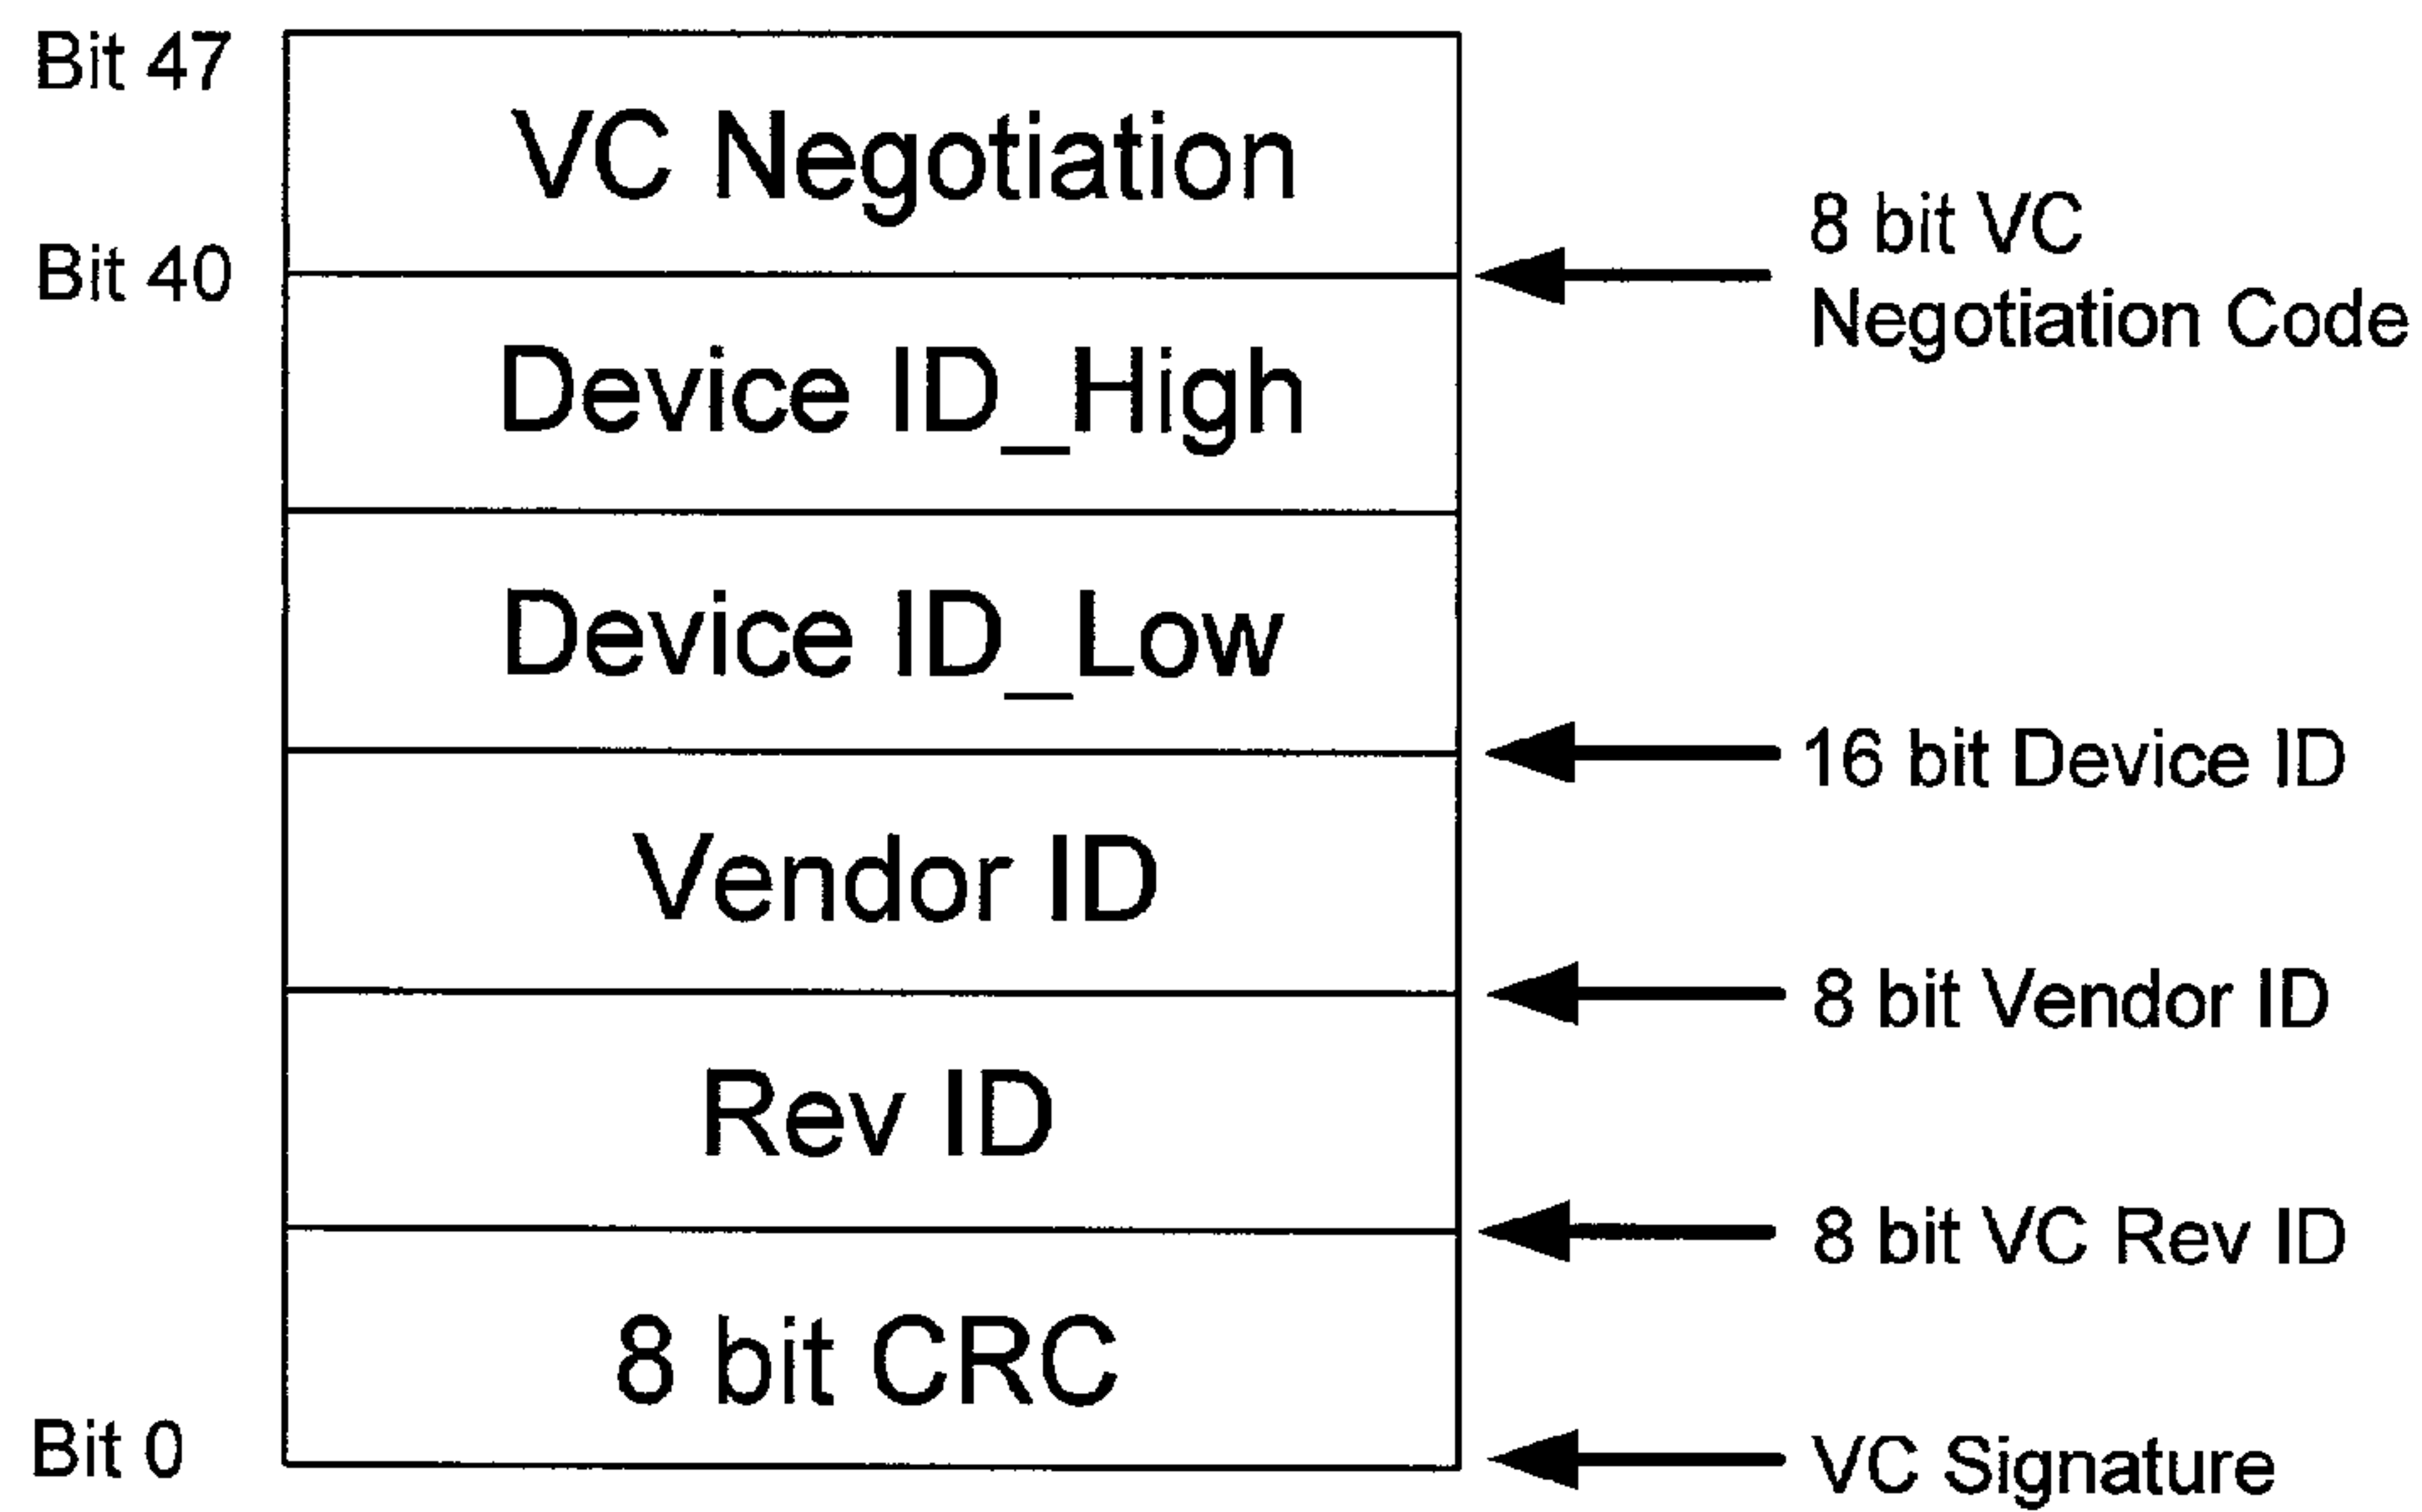 Bit 47
VC Negotiation
8 bit VC
Negotiation Code
Bit 40
Device ID_High
Device ID_Low
16 bit Device ID
Vendor ID
8 bit Vendor ID
Rev ID
8 bit VC Rev ID
8 bit CRC
Bit 0
VC Signature